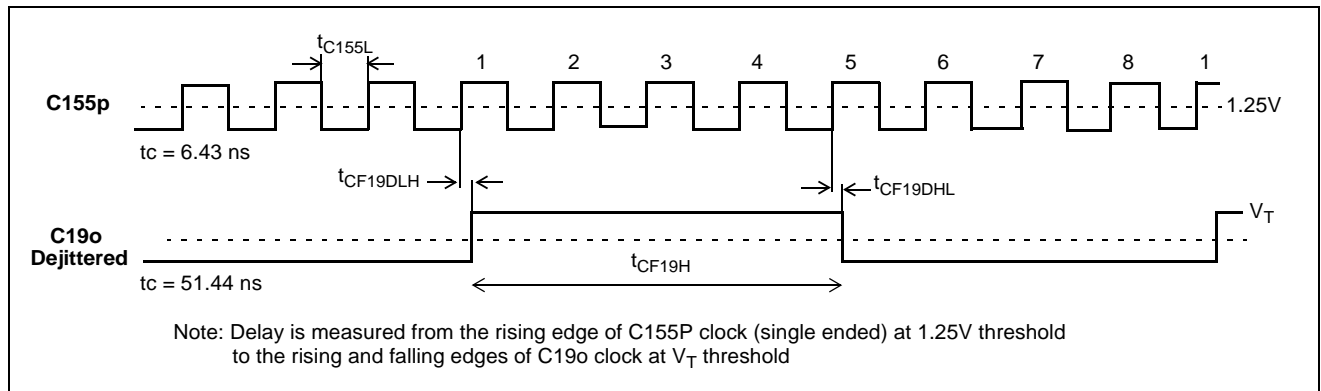 tC155L
1 2 3 4 5 6 7 8 1
C155p
1.25V
tc = 6.43 ns
tCF19DLH
tCF19DHL
VT
C19o
Dejittered
tCF19H
tc = 51.44 ns
Note: Delay is measured from the rising edge of C155P clock (single ended) at 1.25V threshold
to the rising and falling edges of C19o clock at VT threshold